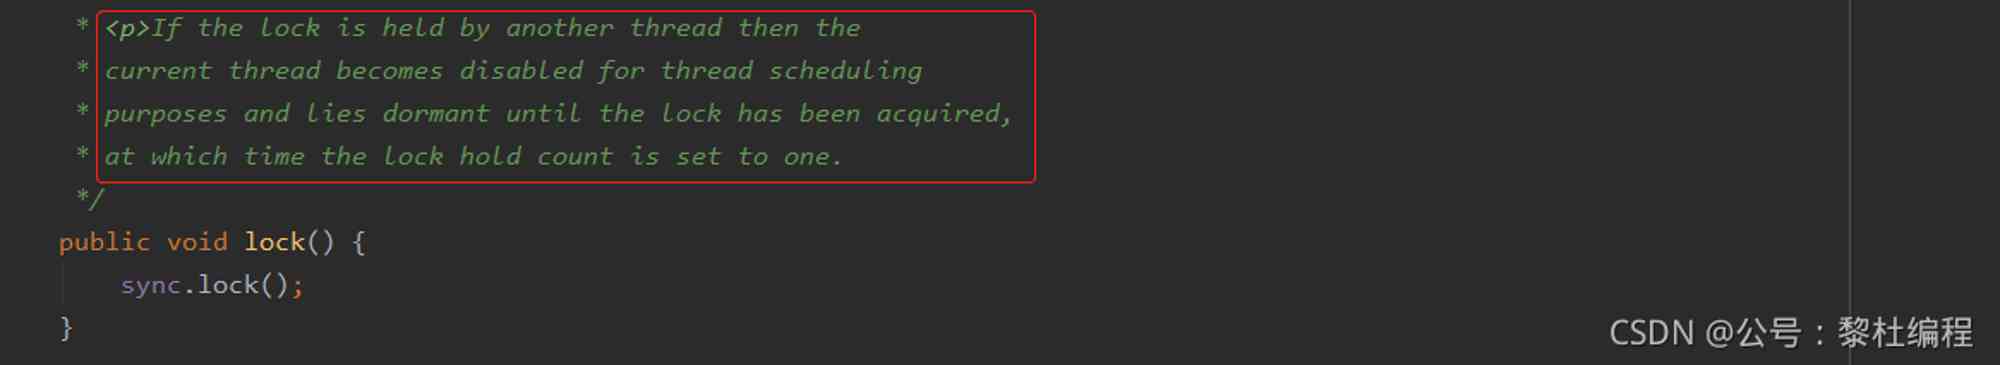 * <p>If the lock is held by another thread then the
* current thread becomes disabled for thread scheduling
* purposes and lies dormant until the lock has been acquired,
* at which time the lock hold count is set to one.
*/
public void lock() {
sync.lock();
}
CSDN @公号：黎杜编程